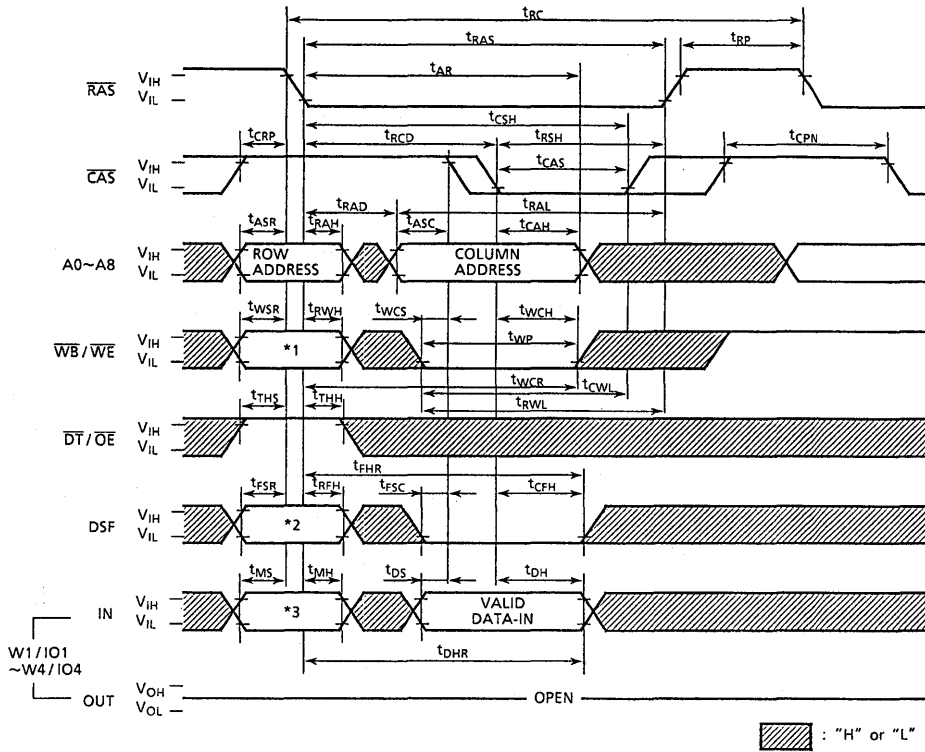 tRC
tRAS
tRP
tAR
RAS VIH
VIL
tCSH
tCRP tRCD tRSH tCPN
CAS VIH
VIL
tCAS
tRAD tRAL
tASR tRAH tASC tCAH
A0~A8 VIH
VIL
ROW ADDRESS
COLUMN ADDRESS
tWSR tRWH tWCS tWCH
WB/WE VIH
VIL
*1
tWP
tWCR tCWL
tRWL
tTHS tTHH
DT/OE VIH
VIL
tFHR
tFSR tRFH tFSC tCFH
DSF VIH
VIL
*2
tMS tMH tDS tDH
IN VIH
VIL
*3
VALID DATA-IN
W1/IO1
~W4/IO4
tDHR
OUT VOH
VOL
OPEN
: "H" or "L"